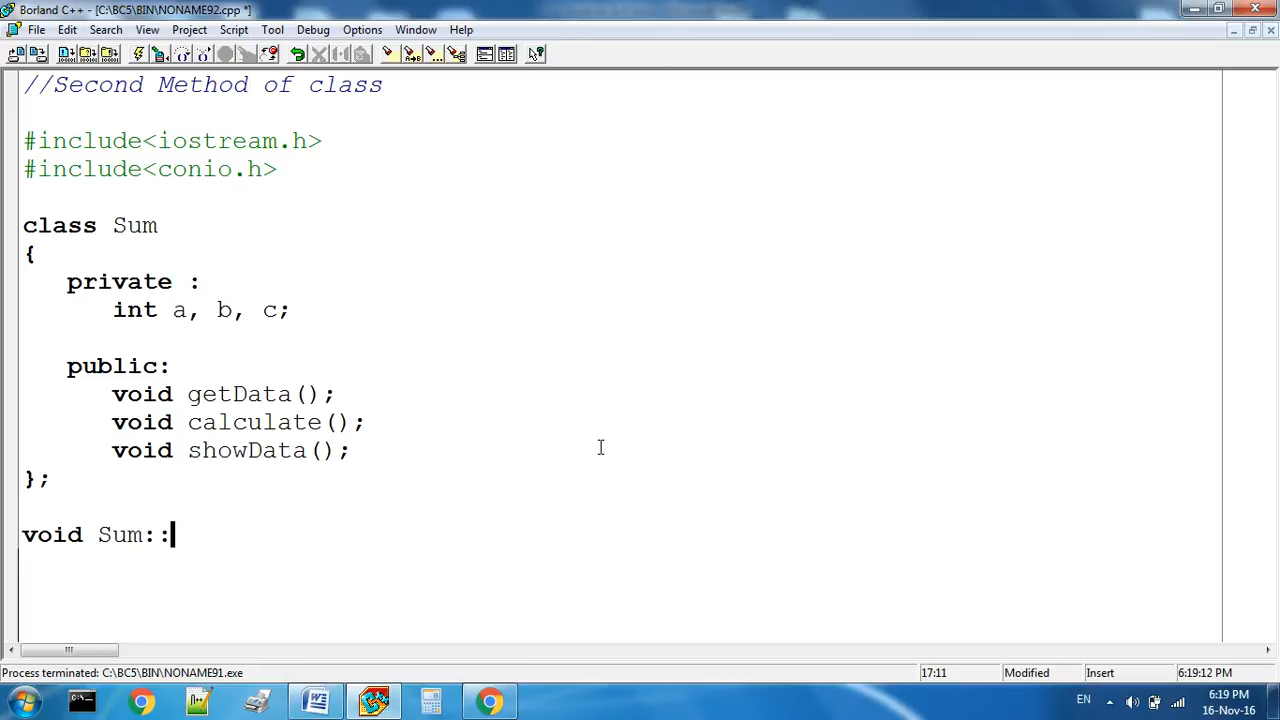 Borland C++ - [C:\BC5\BIN\NONAME92.cpp *]
File Edit Search View Project Script Tool Debug Options Window Help
//Second Method of class
#include<iostream.h>
#include<conio.h>
class Sum
{
private :
int a, b, c;
public:
void getData();
void calculate();
void showData();
};
void Sum::
Process terminated: C:\BC5\BIN\NONAME91.exe 17:11 Modified Insert 6:19:12 PM
EN 6:19 PM
16-Nov-16